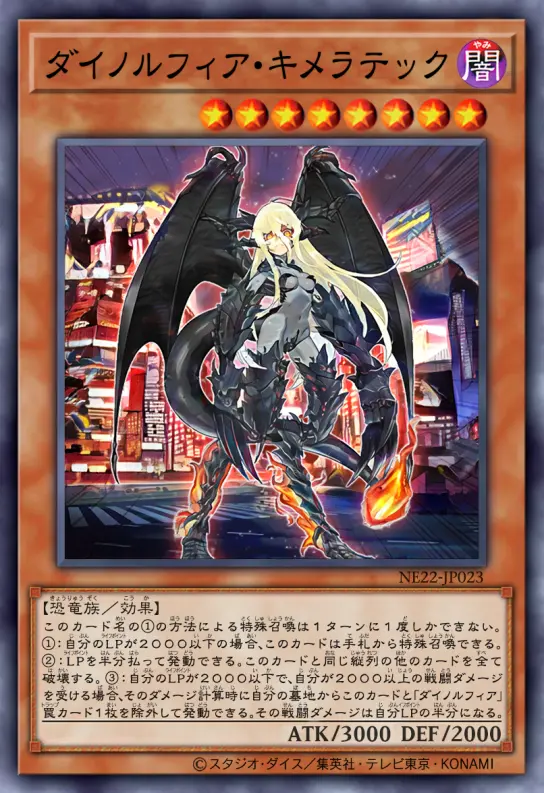 ダイノルフィア・キメラテック
闇
やみ
NE22-JP023
【恐竜族／効果】
このカード名の①の方法による特殊召喚は１ターンに１度しかできない。
①：自分のLPが２０００以下の場合、このカードは手札から特殊召喚できる。
②：LPを半分払って発動できる。このカードと同じ縦列の他のカードを全て
破壊する。③：自分のLPが２０００以下で、自分が２０００以上の戦闘ダメージ
を受ける場合、そのダメージ計算時に自分の墓地からこのカードと「ダイノルフィア」
罠カード１枚を除外して発動できる。その戦闘ダメージは自分LPの半分になる。
ATK/3000 DEF/2000
©スタジオ・ダイス／集英社・テレビ東京・KONAMI